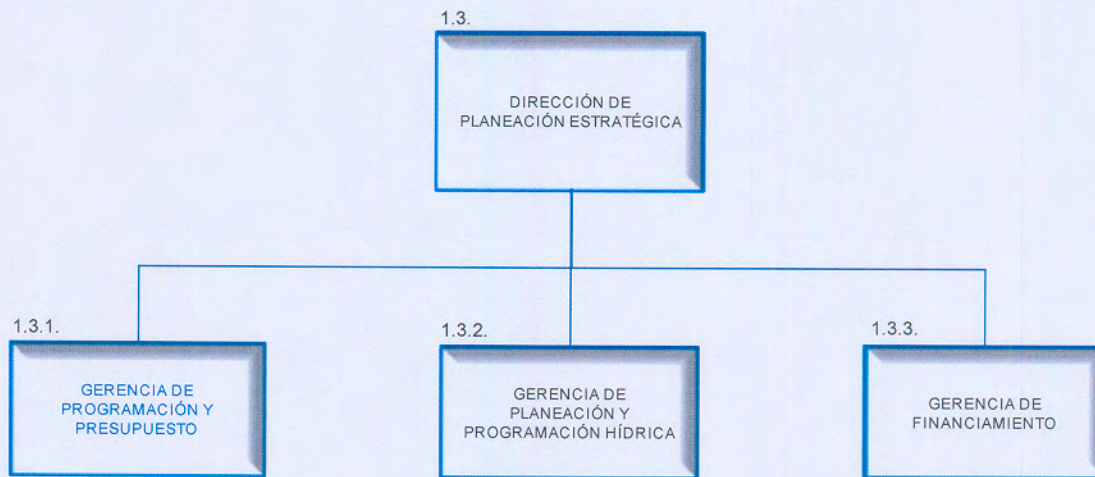 1.3.
DIRECCIÓN DE
PLANEACIÓN ESTRATÉGICA
1.3.1.
GERENCIA DE
PROGRAMACIÓN Y
PRESUPUESTO
1.3.2.
GERENCIA DE
PLANEACIÓN Y
PROGRAMACIÓN HÍDRICA
1.3.3.
GERENCIA DE
FINANCIAMIENTO